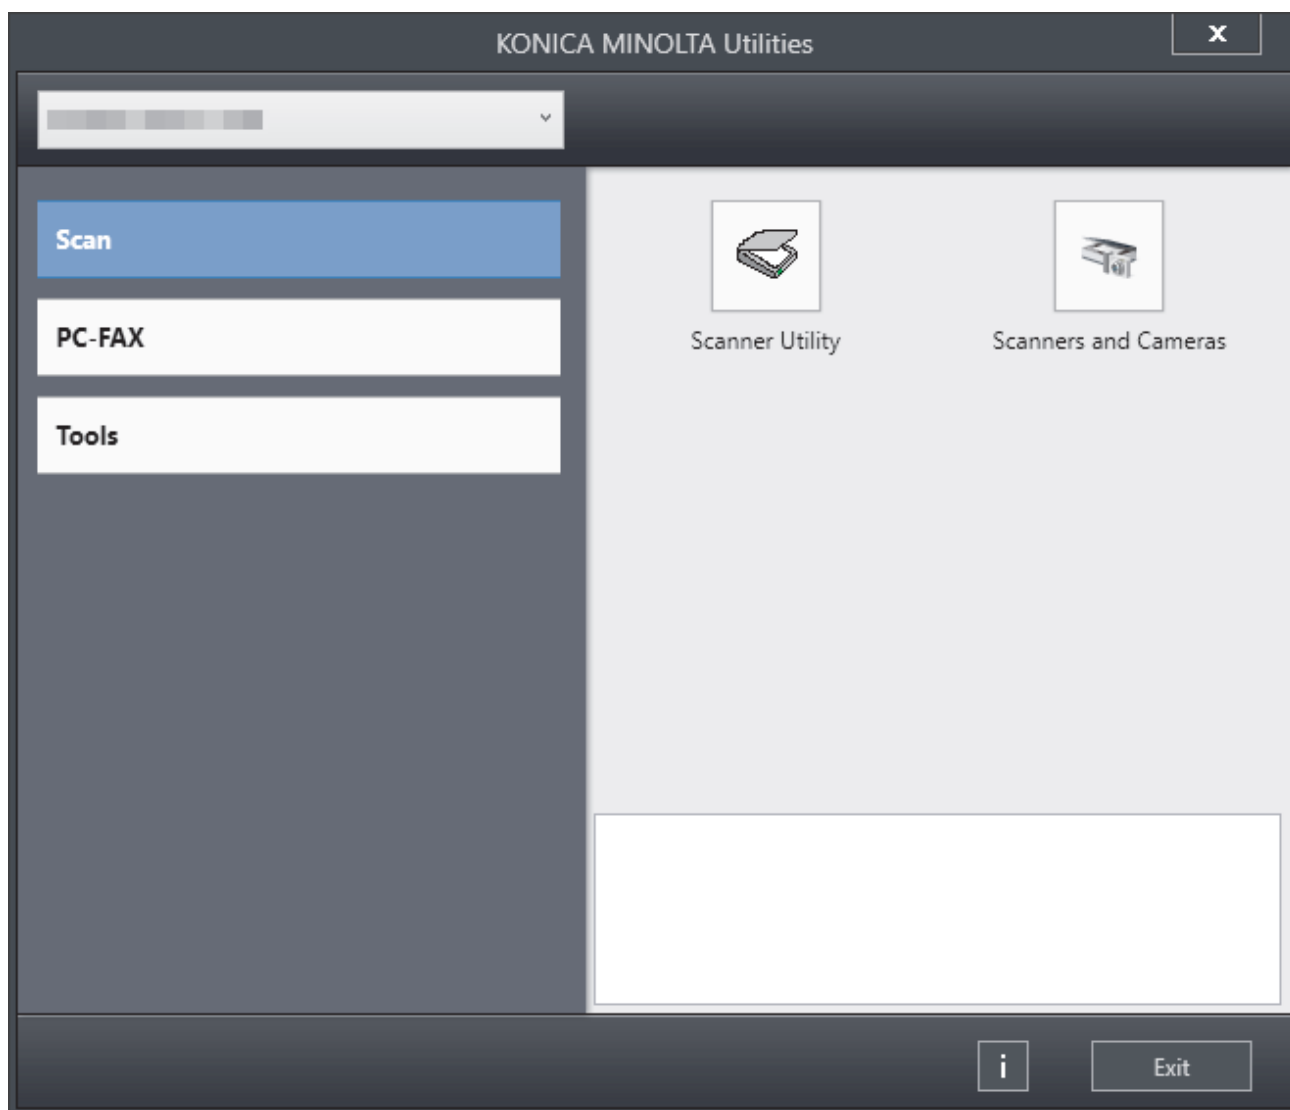 KONICA MINOLTA Utilities
x
Scan
PC-FAX
Tools
Scanner Utility
Scanners and Cameras
i
Exit